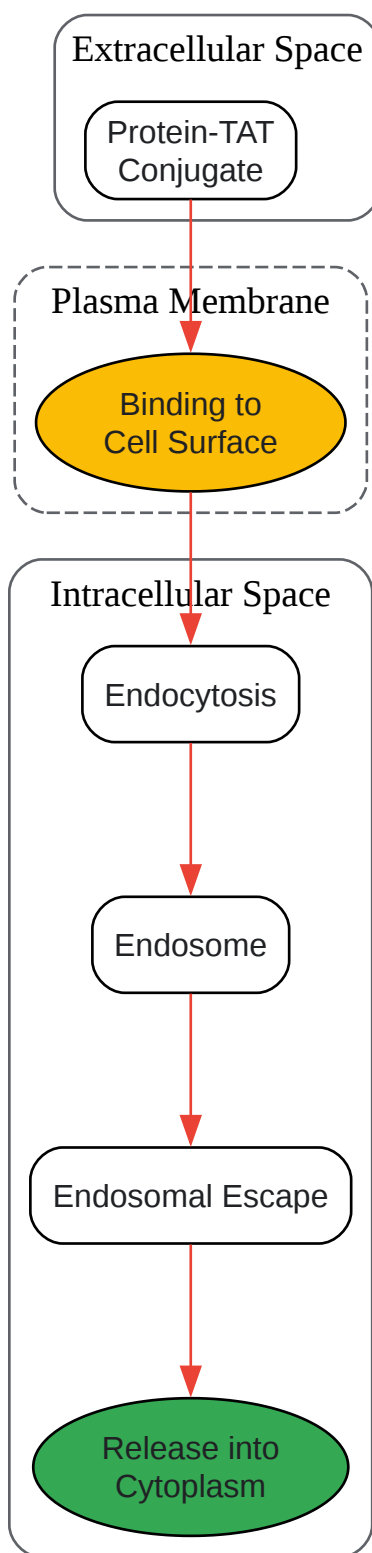 Extracellular Space
Protein-TAT
Conjugate
Plasma Membrane
Binding to
Cell Surface
Intracellular Space
Endocytosis
Endosome
Endosomal Escape
Release into
Cytoplasm